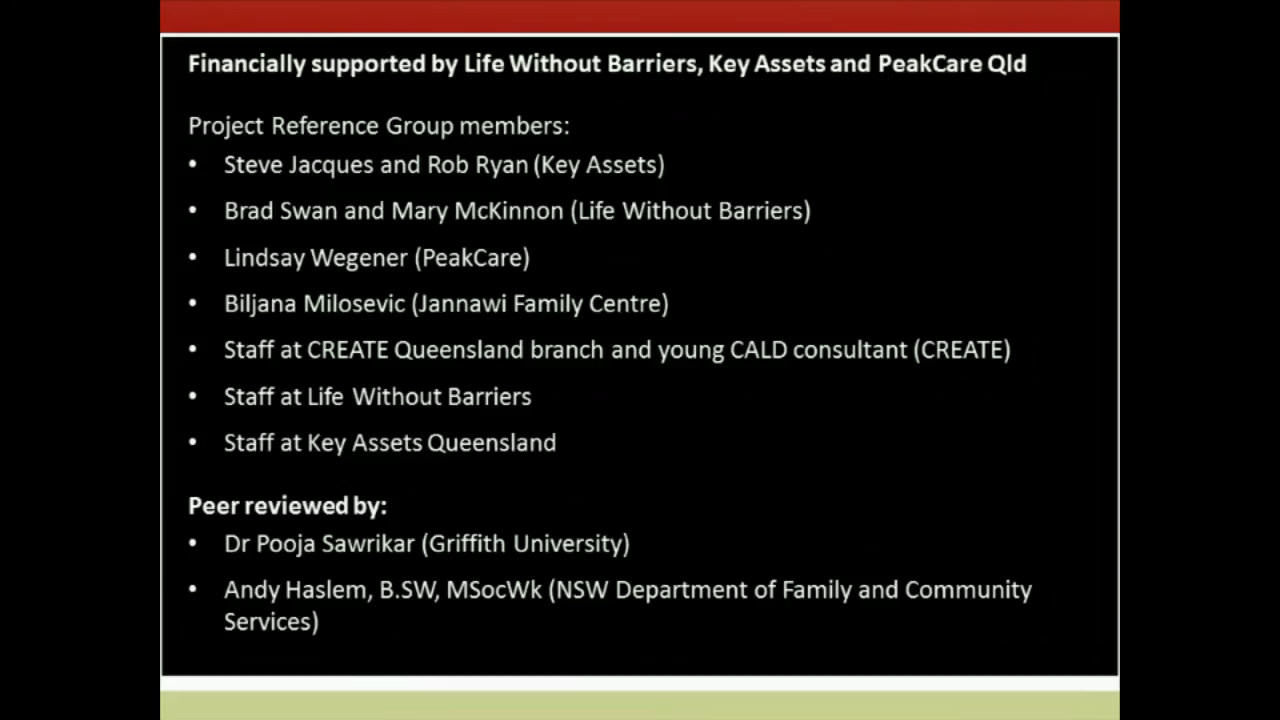 Financially supported by Life Without Barriers, Key Assets and PeakCare Qld
Project Reference Group members:
• Steve Jacques and Rob Ryan (Key Assets)
• Brad Swan and Mary McKinnon (Life Without Barriers)
• Lindsay Wegener (PeakCare)
• Biljana Milosevic (Jannawi Family Centre)
• Staff at CREATE Queensland branch and young CALD consultant (CREATE)
• Staff at Life Without Barriers
• Staff at Key Assets Queensland
Peer reviewed by:
• Dr Pooja Sawrikar (Griffith University)
• Andy Haslem, B.SW, MSocWk (NSW Department of Family and Community
Services)